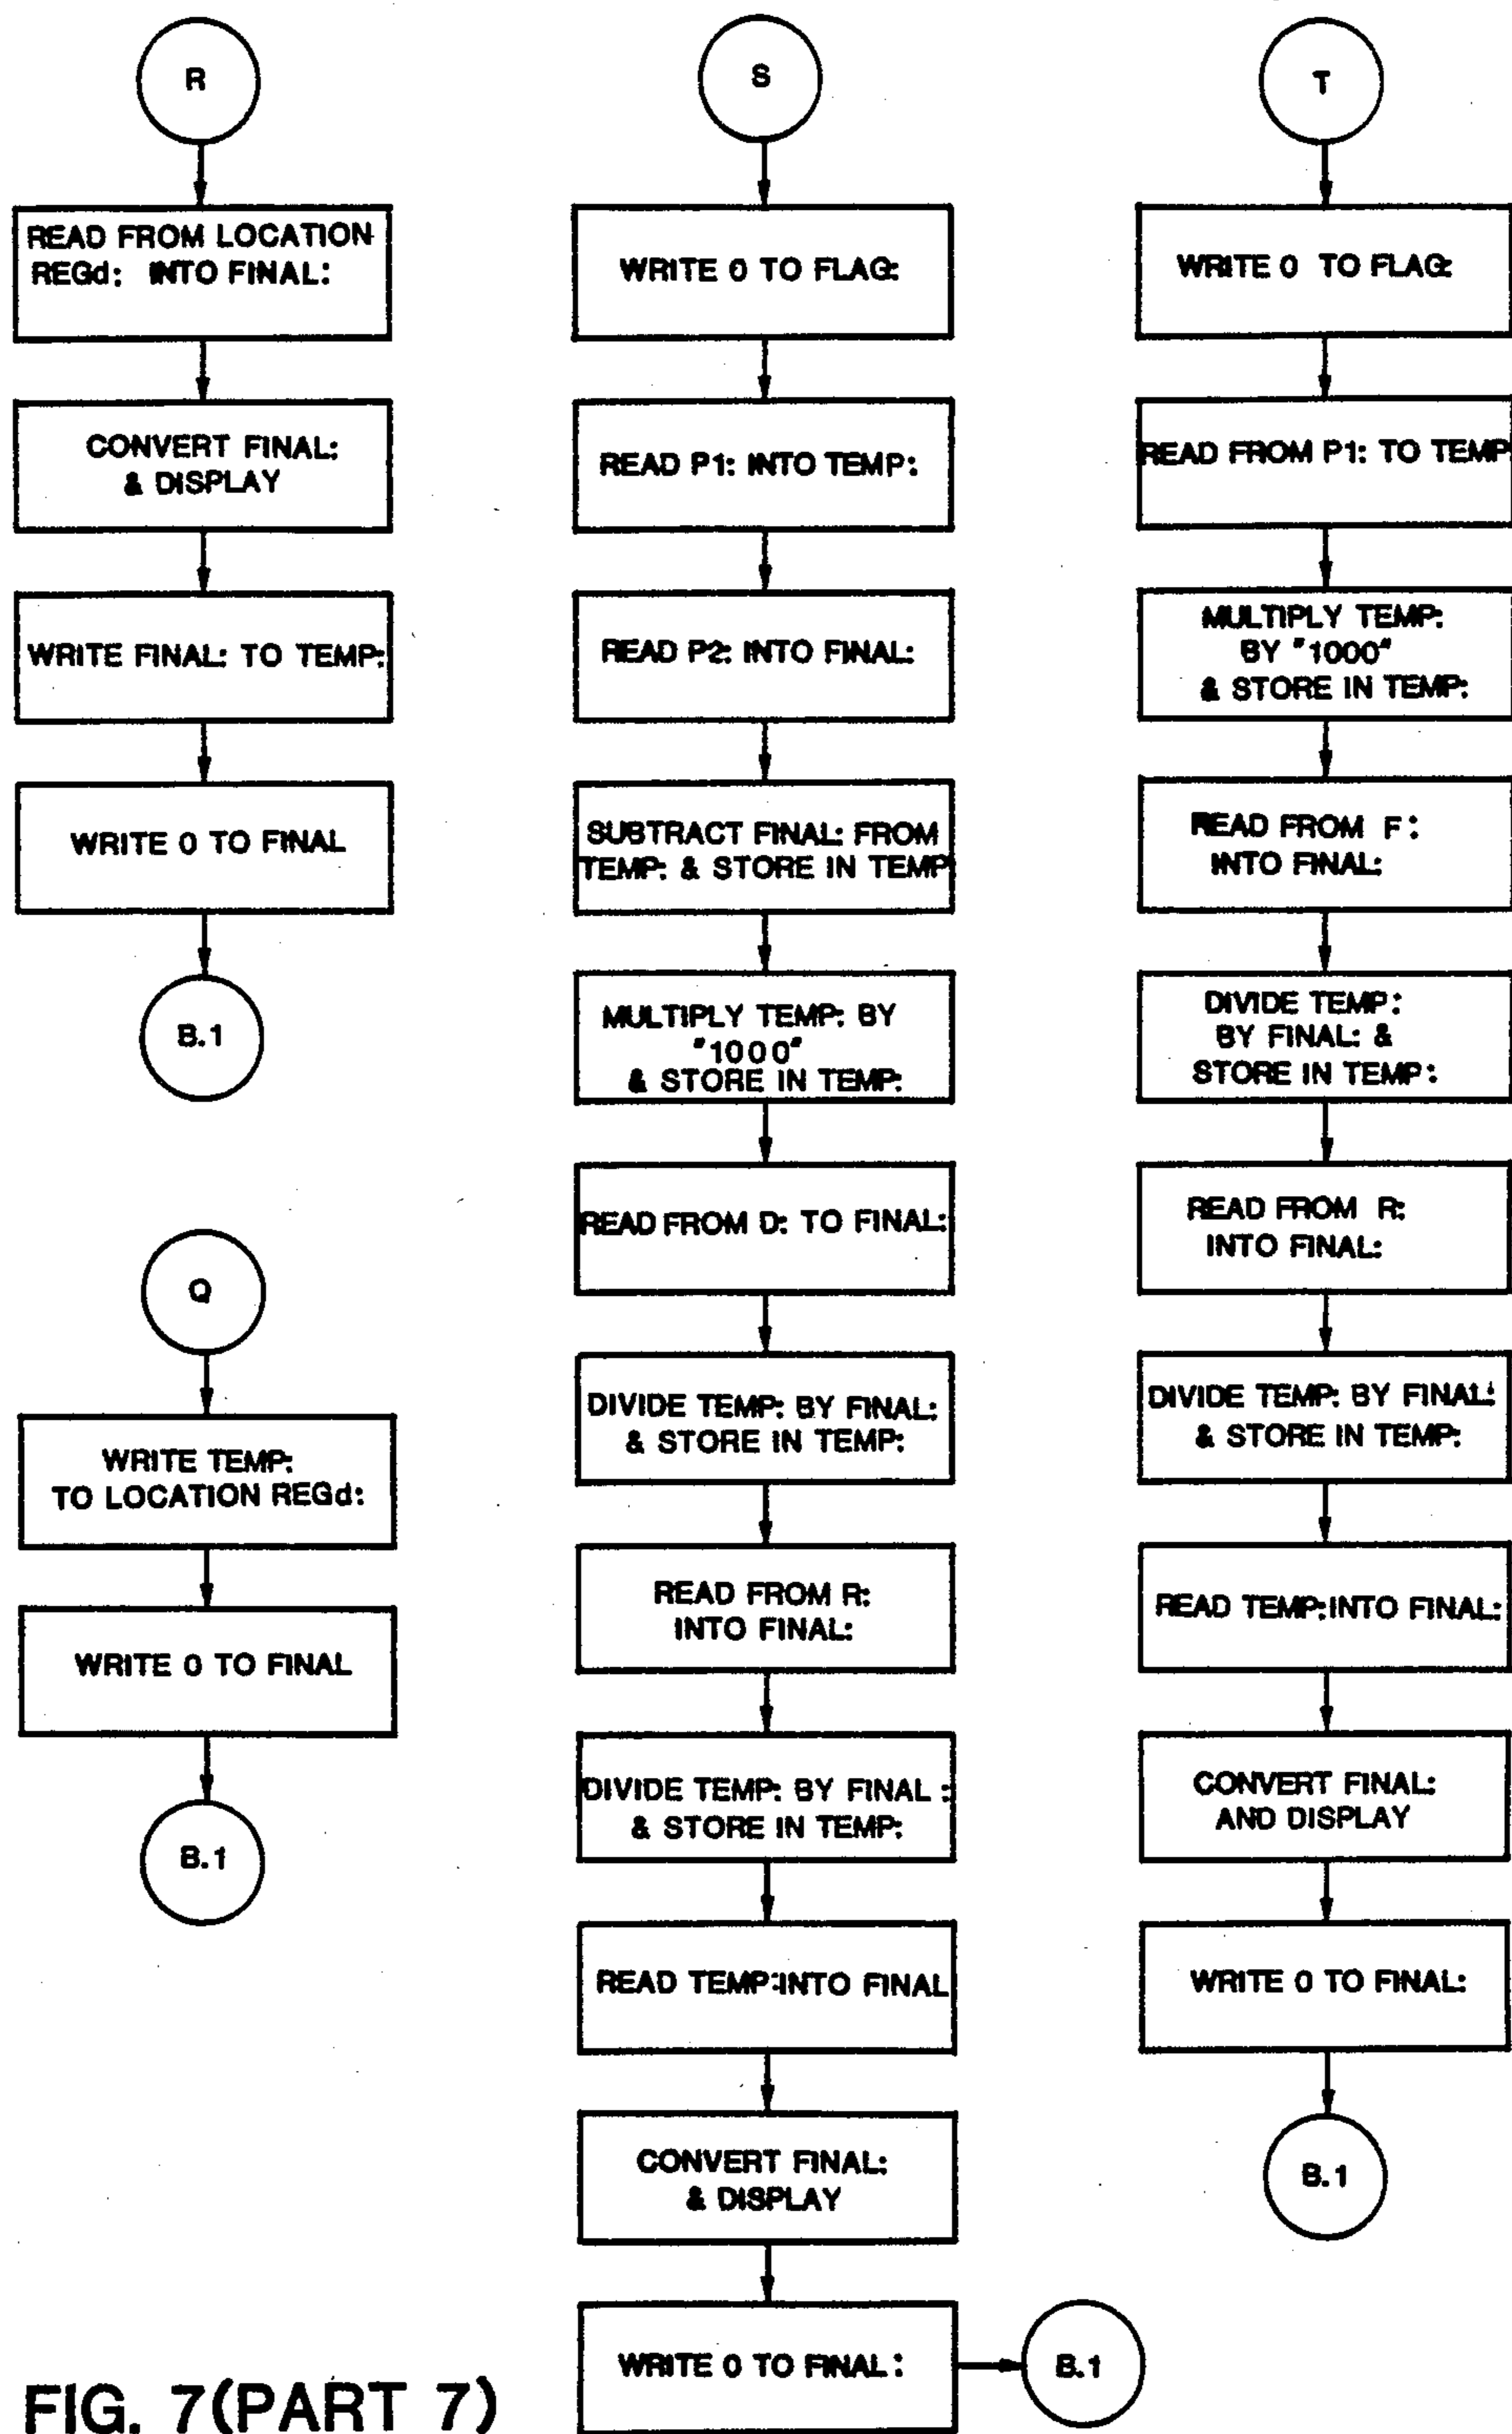 R
READ FROM LOCATION
REGd: INTO FINAL:
CONVERT FINAL:
& DISPLAY
WRITE FINAL: TO TEMP:
WRITE 0 TO FINAL
B.1
Q
WRITE TEMP:
TO LOCATION REGd:
WRITE 0 TO FINAL
B.1
S
WRITE 0 TO FLAG:
READ P1: INTO TEMP:
READ P2: INTO FINAL:
SUBTRACT FINAL: FROM
TEMP: & STORE IN TEMP
MULTIPLY TEMP: BY
"1000"
& STORE IN TEMP:
READ FROM D: TO FINAL:
DIVIDE TEMP: BY FINAL:
& STORE IN TEMP:
READ FROM R:
INTO FINAL:
DIVIDE TEMP: BY FINAL :
& STORE IN TEMP:
READ TEMP:INTO FINAL
CONVERT FINAL:
& DISPLAY
WRITE 0 TO FINAL :
B.1
T
WRITE 0 TO FLAG:
READ FROM P1: TO TEMP:
MULTIPLY TEMP:
BY "1000"
& STORE IN TEMP:
READ FROM F :
INTO FINAL:
DIVIDE TEMP:
BY FINAL: &
STORE IN TEMP :
READ FROM R:
INTO FINAL:
DIVIDE TEMP: BY FINAL:
& STORE IN TEMP:
READ TEMP:INTO FINAL:
CONVERT FINAL:
AND DISPLAY
WRITE 0 TO FINAL:
B.1
FIG. 7(PART 7)